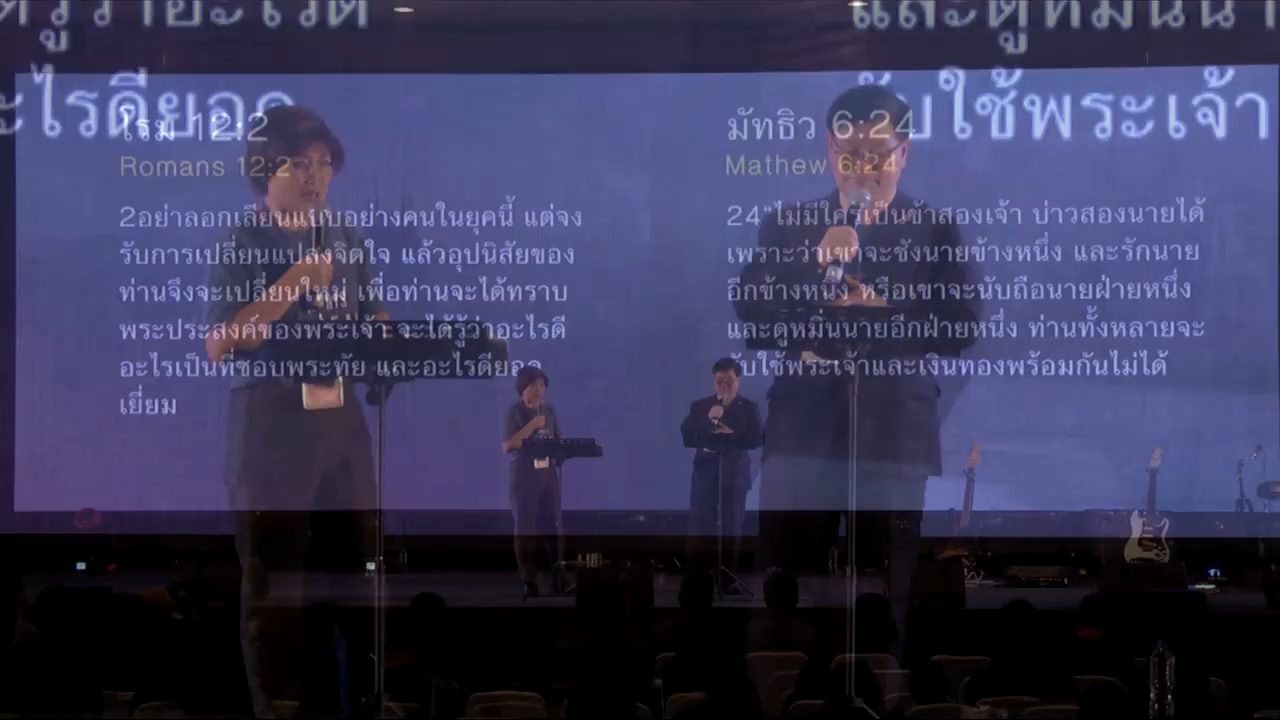 และดูหมิ่นนา
ะไรดียอด
ับใช้พระเจ้า
โรม 12:2
Romans 12:2
2อย่าลอกเลียนแบบอย่างคนในยุคนี้ แต่จง
รับการเปลี่ยนแปลงจิตใจ แล้วอุปนิสัยของ
ท่านจึงจะเปลี่ยนใหม่ เพื่อท่านจะได้ทราบ
พระประสงค์ของพระเจ้า จะได้รู้ว่าอะไรดี
อะไรเป็นที่ชอบพระทัย และอะไรดียอด
เยี่ยม
มัทธิว 6:24
Mathew 6:24
24"ไม่มีใครเป็นข้าสองเจ้า บ่าวสองนายได้
เพราะว่าเขาจะชังนายข้างหนึ่ง และรักนาย
อีกข้างหนึ่ง หรือเขาจะนับถือนายฝ่ายหนึ่ง
และดูหมิ่นนายอีกฝ่ายหนึ่ง ท่านทั้งหลายจะ
รับใช้พระเจ้าและเงินทองพร้อมกันไม่ได้